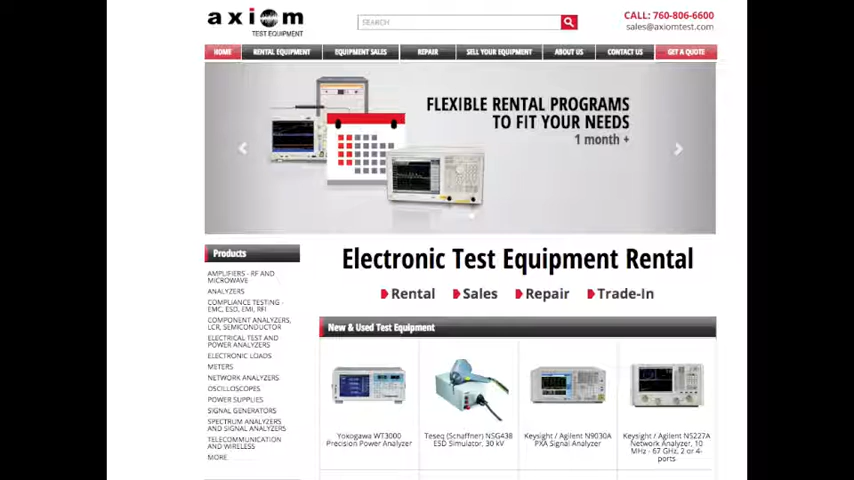 axiom
TEST EQUIPMENT
SEARCH
CALL: 760-806-6600
sales@axiomtest.com
HOME
RENTAL EQUIPMENT
EQUIPMENT SALES
REPAIR
SELL YOUR EQUIPMENT
ABOUT US
CONTACT US
GET A QUOTE
FLEXIBLE RENTAL PROGRAMS
TO FIT YOUR NEEDS
1 month +
Products
AMPLIFIERS - RF AND
MICROWAVE
ANALYZERS
COMPLIANCE TESTING -
EMC, ESD, EMI, RFI
COMPONENT ANALYZERS,
LCR, SEMICONDUCTOR
ELECTRICAL TEST AND
POWER ANALYZERS
ELECTRONIC LOADS
METERS
NETWORK ANALYZERS
OSCILLOSCOPES
POWER SUPPLIES
SIGNAL GENERATORS
SPECTRUM ANALYZERS
AND SIGNAL ANALYZERS
TELECOMMUNICATION
AND WIRELESS
MORE
Electronic Test Equipment Rental
Rental
Sales
Repair
Trade-In
New & Used Test Equipment
Yokogawa WT3000
Precision Power Analyzer
Teseq (Schaffner) NSG438
ESD Simulator, 30 kV
Keysight / Agilent N9030A
PXA Signal Analyzer
Keysight / Agilent N5227A
Network Analyzer, 10
MHz - 67 GHz, 2 or 4-
ports